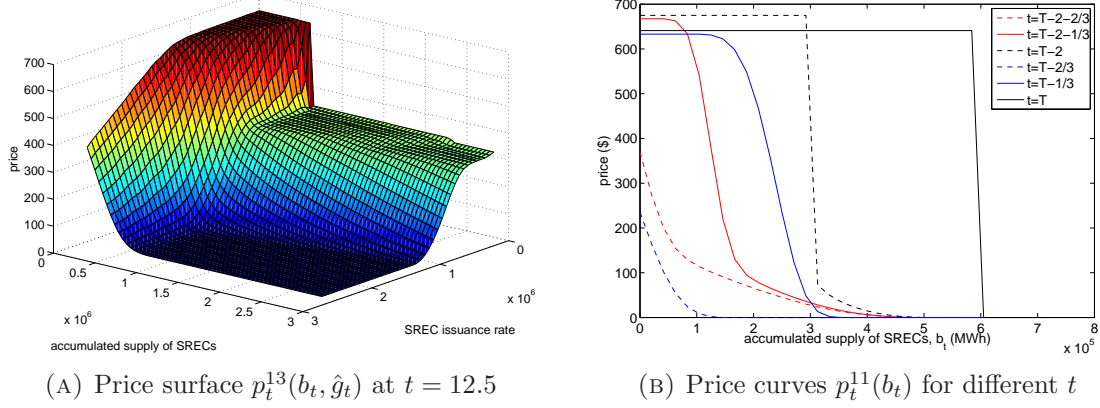 700
600
500
400
300
200
100
0
price
0
0.5
1
1.5
2
2.5
3
x 10^6
accumulated supply of SRECs
3
2
1
0
x 10^6
SREC issuance rate
(A) Price surface p_t^{13}(b_t, ĝ_t) at t = 12.5
700
600
500
400
300
200
100
0
price ($)
t=T−2−2/3
t=T−2−1/3
t=T−2
t=T−2/3
t=T−1/3
t=T
0 1 2 3 4 5 6 7 8
x 10^5
accumulated supply of SRECs, b_t (MWh)
(B) Price curves p_t^{11}(b_t) for different t